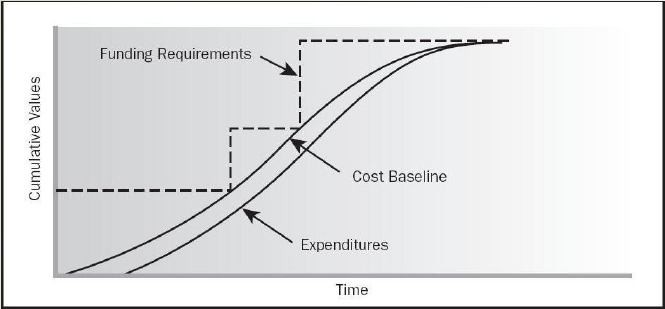 Funding Requirements
Cumulative Values
Cost Baseline
Expenditures
Time